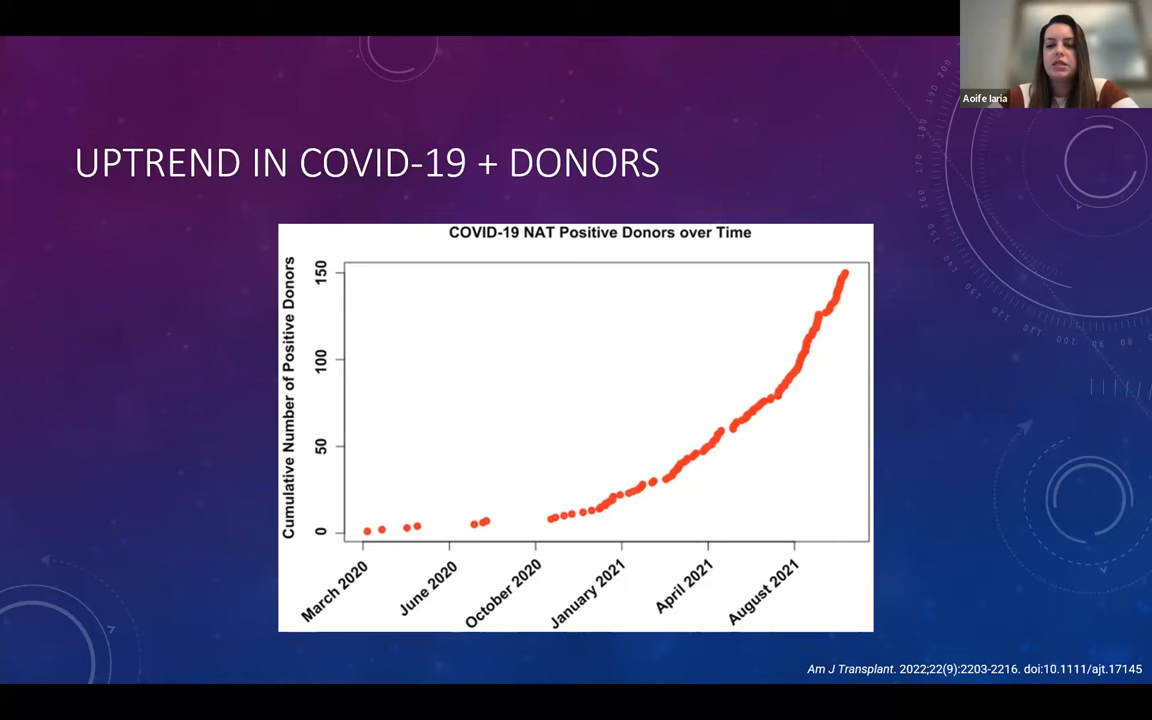 Aoife Iaria
UPTREND IN COVID-19 + DONORS
COVID-19 NAT Positive Donors over Time
Cumulative Number of Positive Donors
150
100
50
0
March 2020
June 2020
October 2020
January 2021
April 2021
August 2021
Am J Transplant. 2022;22(9):2203-2216. doi:10.1111/ajt.17145